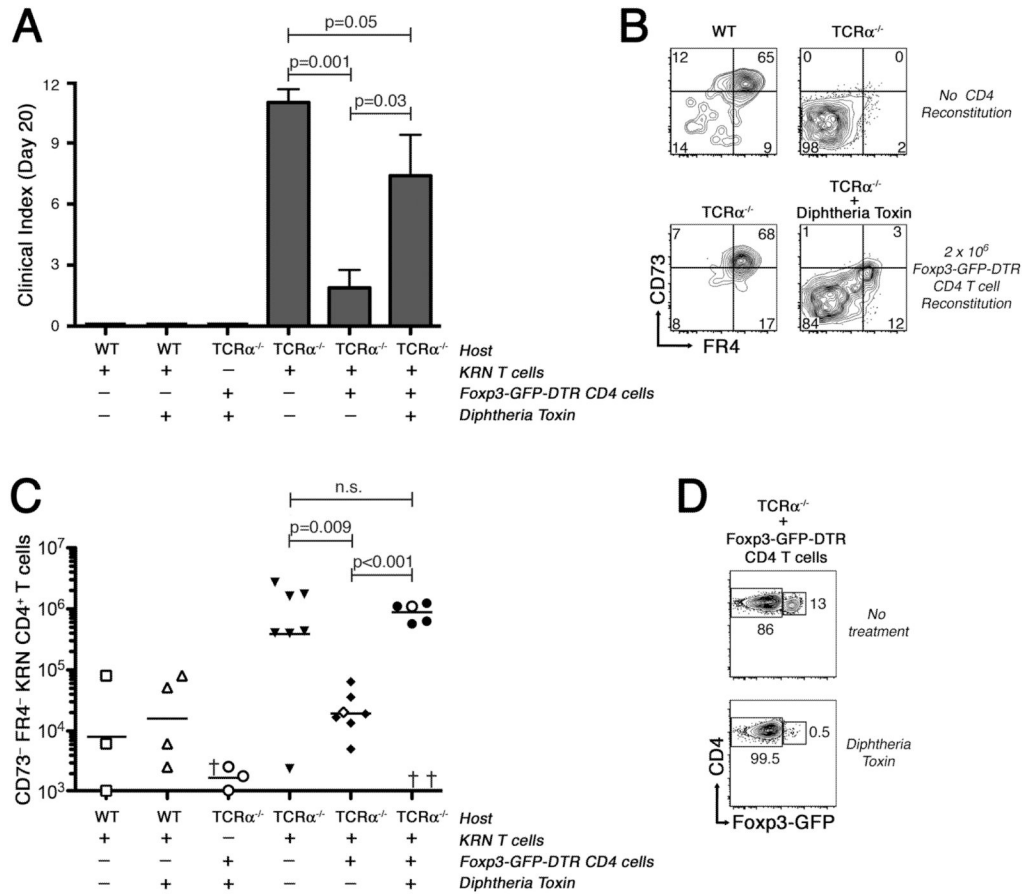 A
p=0.05
p=0.001
p=0.03
Clinical Index (Day 20)
12
9
6
3
0
WT WT TCRα-/- TCRα-/- TCRα-/- TCRα-/- Host
+ + − + + + KRN T cells
− − + − + + Foxp3-GFP-DTR CD4 cells
− + + − − + Diphtheria Toxin
B
WT TCRα-/-
12 65 0 0
14 9 98 2
No CD4
Reconstitution
TCRα-/-
TCRα-/-
+
Diphtheria Toxin
7 68 1 3
8 17 84 12
2 x 10⁶
Foxp3-GFP-DTR
CD4 T cell
Reconstitution
CD73
FR4
C
n.s.
p=0.009
p<0.001
CD73− FR4− KRN CD4+ T cells
10⁷
10⁶
10⁵
10⁴
10³
† † †
WT WT TCRα-/- TCRα-/- TCRα-/- TCRα-/- Host
+ + − + + + KRN T cells
− − + − + + Foxp3-GFP-DTR CD4 cells
− + + − − + Diphtheria Toxin
D
TCRα-/-
+
Foxp3-GFP-DTR
CD4 T cells
13
86
No
treatment
0.5
99.5
Diphtheria
Toxin
CD4
Foxp3-GFP